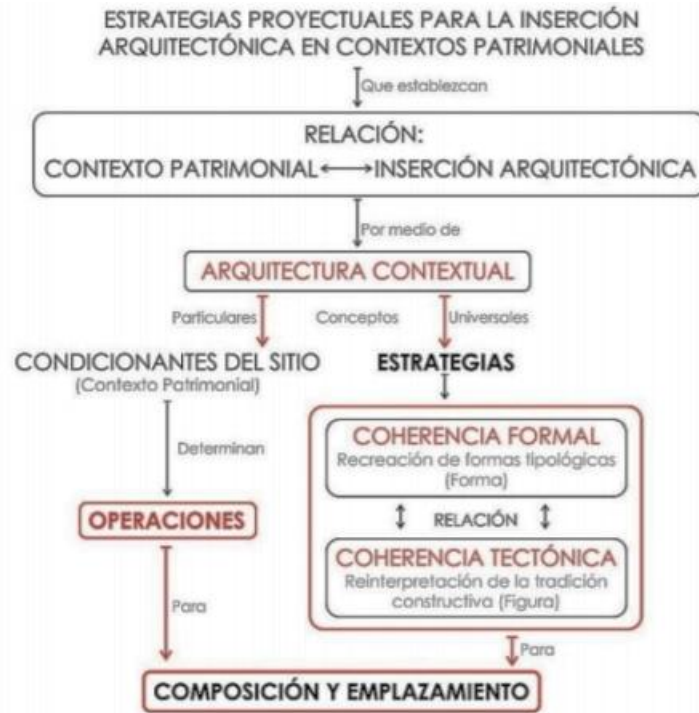 ESTRATEGIAS PROYECTUALES PARA LA INSERCIÓN
ARQUITECTÓNICA EN CONTEXTOS PATRIMONIALES
Que establezcan
RELACIÓN:
CONTEXTO PATRIMONIAL ⟷ INSERCIÓN ARQUITECTÓNICA
Por medio de
ARQUITECTURA CONTEXTUAL
Particulares Conceptos Universales
CONDICIONANTES DEL SITIO
(Contexto Patrimonial)
ESTRATEGIAS
Determinan
COHERENCIA FORMAL
Recreación de formas tipológicas
(Forma)
RELACIÓN
OPERACIONES
COHERENCIA TECTÓNICA
Reinterpretación de la tradición
constructiva (Figura)
Para
Para
COMPOSICIÓN Y EMPLAZAMIENTO